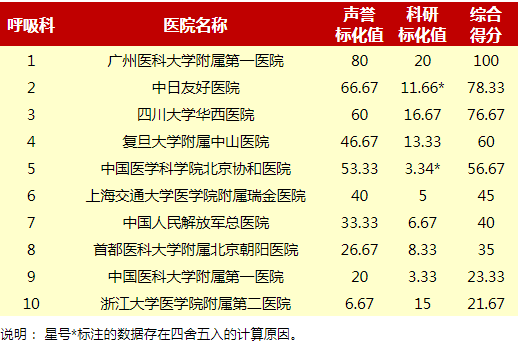 呼吸科 医院名称 声誉标化值 科研标化值 综合得分
1 广州医科大学附属第一医院 80 20 100
2 中日友好医院 66.67 11.66* 78.33
3 四川大学华西医院 60 16.67 76.67
4 复旦大学附属中山医院 46.67 13.33 60
5 中国医学科学院北京协和医院 53.33 3.34* 56.67
6 上海交通大学医学院附属瑞金医院 40 5 45
7 中国人民解放军总医院 33.33 6.67 40
8 首都医科大学附属北京朝阳医院 26.67 8.33 35
9 中国医科大学附属第一医院 20 3.33 23.33
10 浙江大学医学院附属第二医院 6.67 15 21.67
说明： 星号*标注的数据存在四舍五入的计算原因。